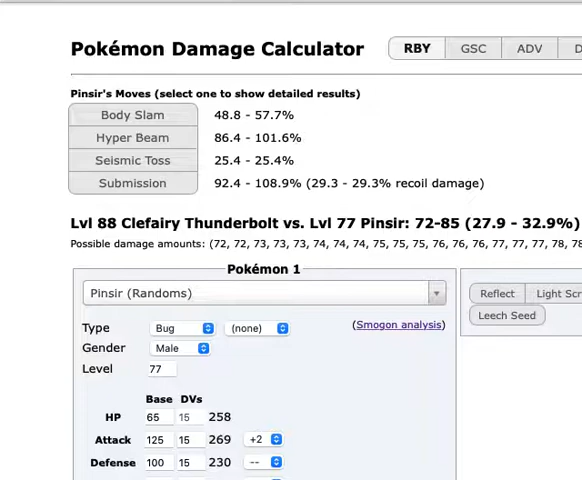 Pokémon Damage Calculator RBY GSC ADV D
Pinsir's Moves (select one to show detailed results)
Body Slam 48.8 - 57.7%
Hyper Beam 86.4 - 101.6%
Seismic Toss 25.4 - 25.4%
Submission 92.4 - 108.9% (29.3 - 29.3% recoil damage)
Lvl 88 Clefairy Thunderbolt vs. Lvl 77 Pinsir: 72-85 (27.9 - 32.9%)
Possible damage amounts: (72, 72, 73, 73, 73, 74, 74, 74, 75, 75, 75, 76, 76, 76, 77, 77, 77, 78, 78
Pokémon 1
Pinsir (Randoms)
Reflect Light Scr
Leech Seed
Type Bug (none) (Smogon analysis)
Gender Male
Level 77
Base DVs
HP 65 15 258
Attack 125 15 269 +2
Defense 100 15 230 --